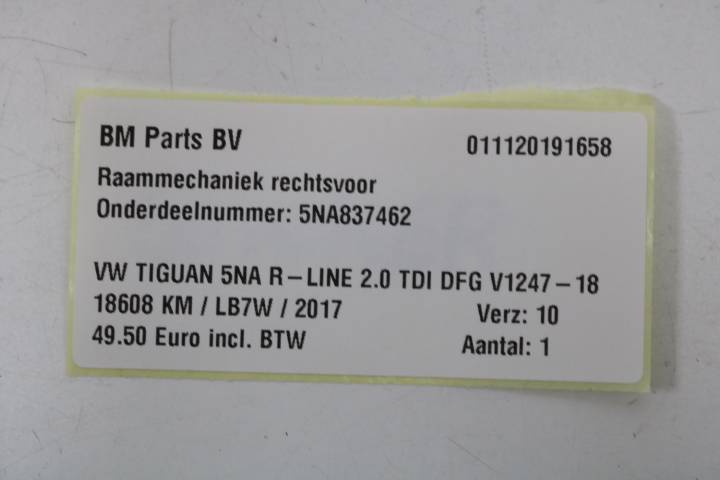 BM Parts BV 011120191658
Raammechaniek rechtsvoor
Onderdeelnummer: 5NA837462
VW TIGUAN 5NA R-LINE 2.0 TDI DFG V1247-18
18608 KM / LB7W / 2017 Verz: 10
49.50 Euro incl. BTW Aantal: 1